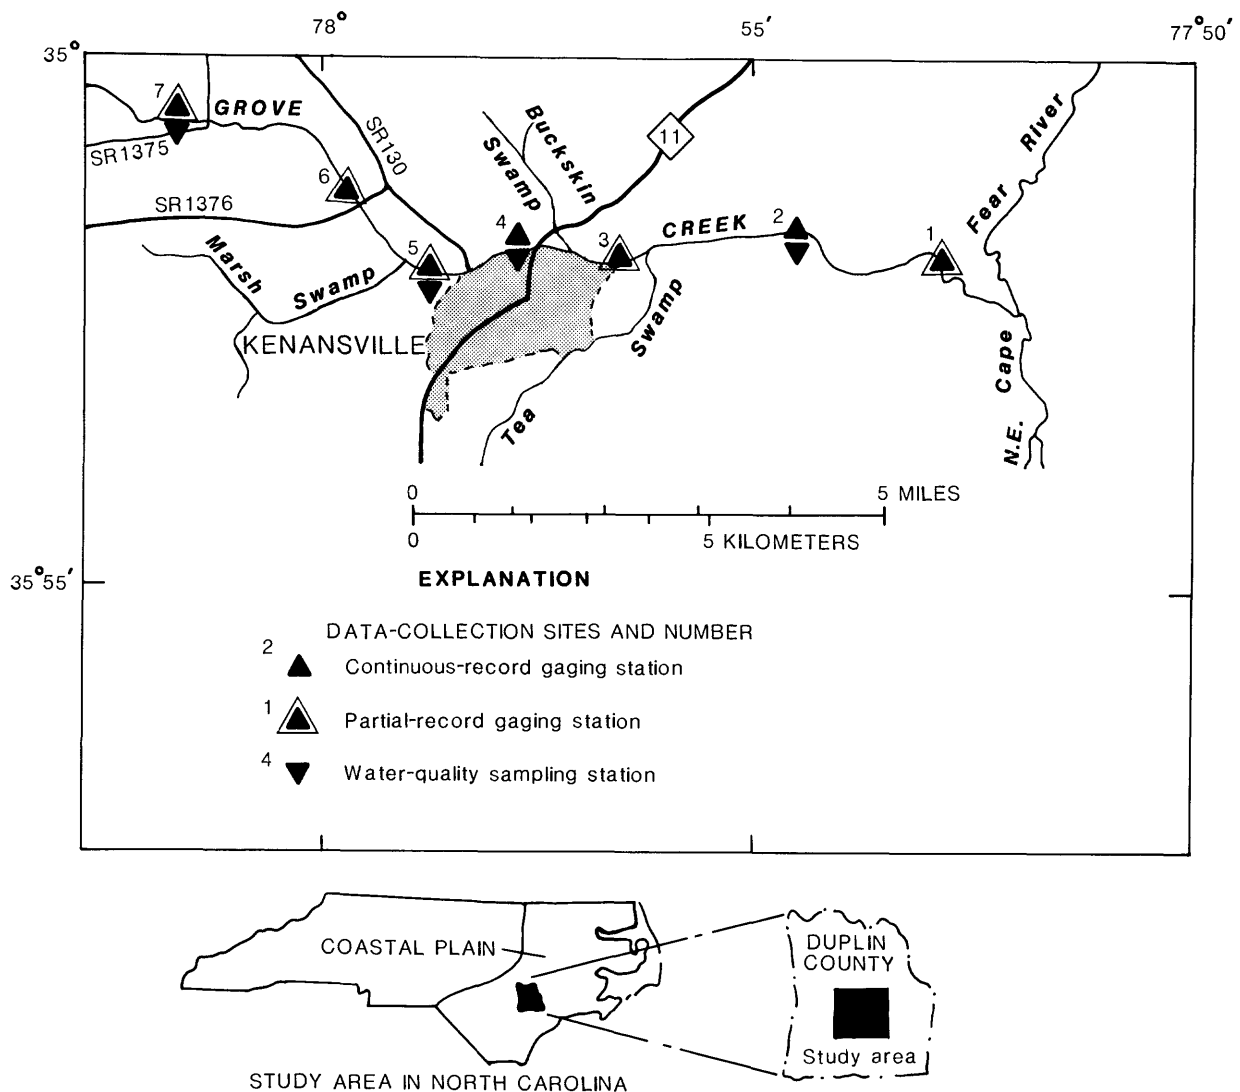 78°
55′
77°50′
35°
7
GROVE
SR1375
SR130
Buckskin
Swamp
11
River
Fear
6
SR1376
5
4
3
CREEK
2
1
Marsh
Swamp
KENANSVILLE
Swamp
Tea
Cape
N.E.
0
5 MILES
0
5 KILOMETERS
35°55′
EXPLANATION
DATA-COLLECTION SITES AND NUMBER
2
Continuous-record gaging station
1
Partial-record gaging station
4
Water-quality sampling station
COASTAL PLAIN
DUPLIN
COUNTY
Study area
STUDY AREA IN NORTH CAROLINA